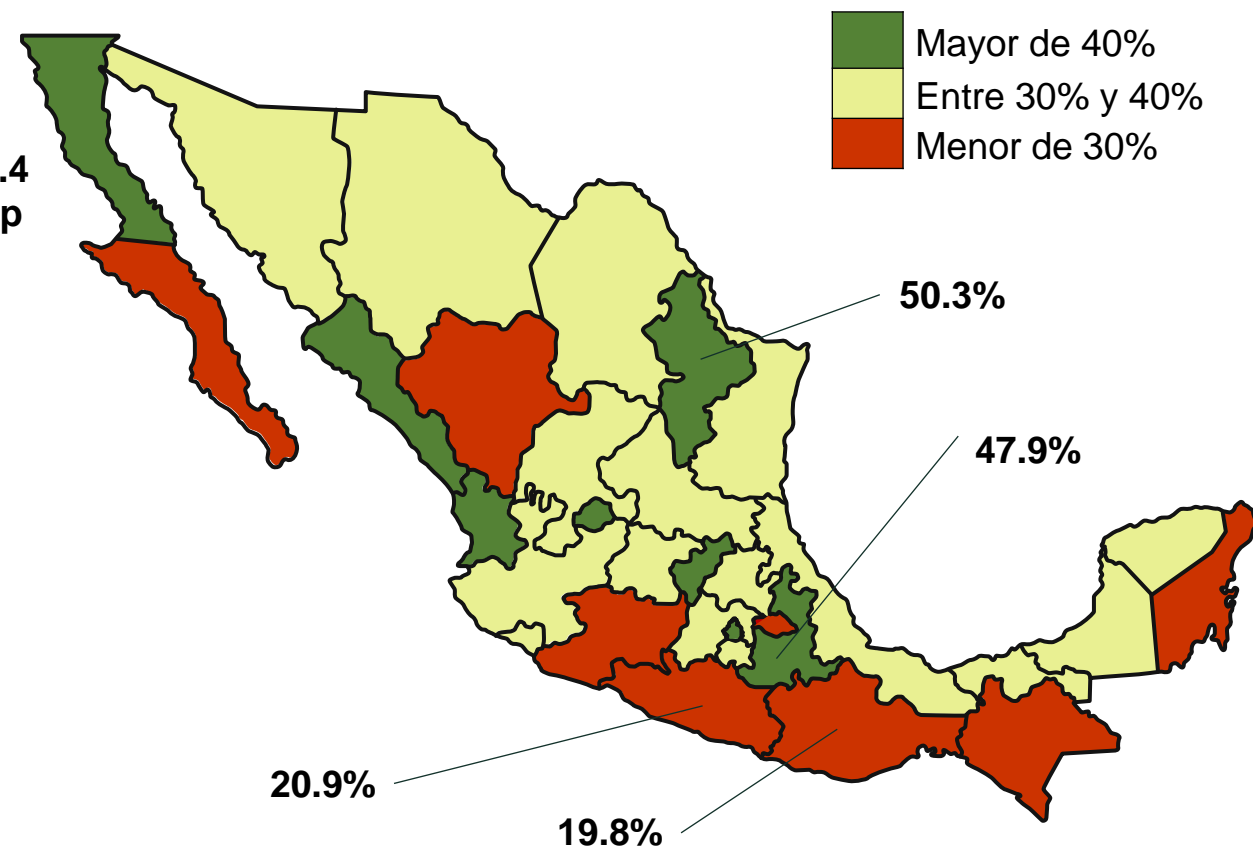 Mayor de 40%
Entre 30% y 40%
Menor de 30%
.4
p
50.3%
47.9%
20.9%
19.8%